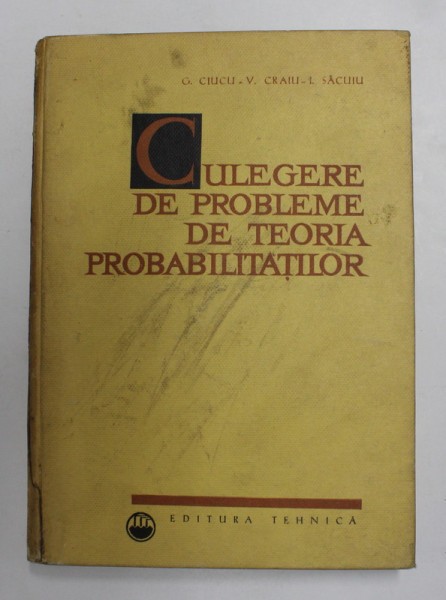 G. CIUCU - V. CRAIU - I. SĂCUIU
CULEGERE
DE PROBLEME
DE TEORIA
PROBABILITĂȚILOR
EDITURA TEHNICĂ